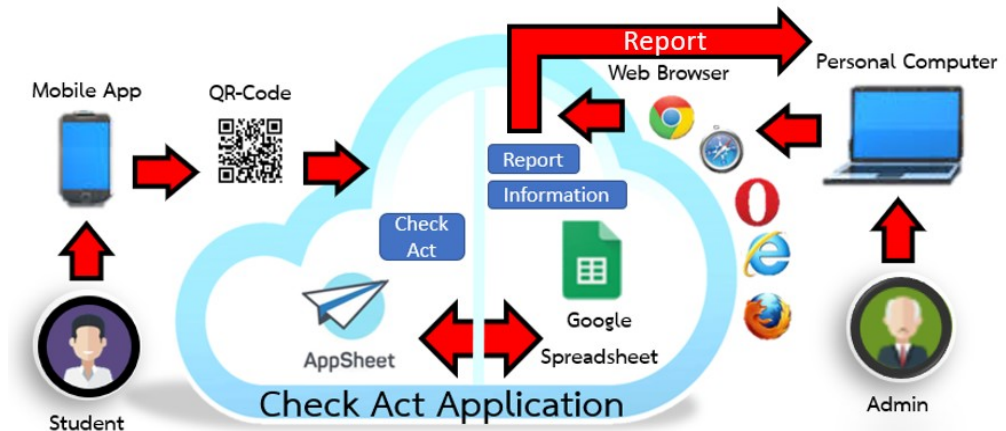 Report
Web Browser
Personal Computer
Mobile App
QR-Code
Report
Information
Check
Act
Google
Spreadsheet
AppSheet
Check Act Application
Student
Admin